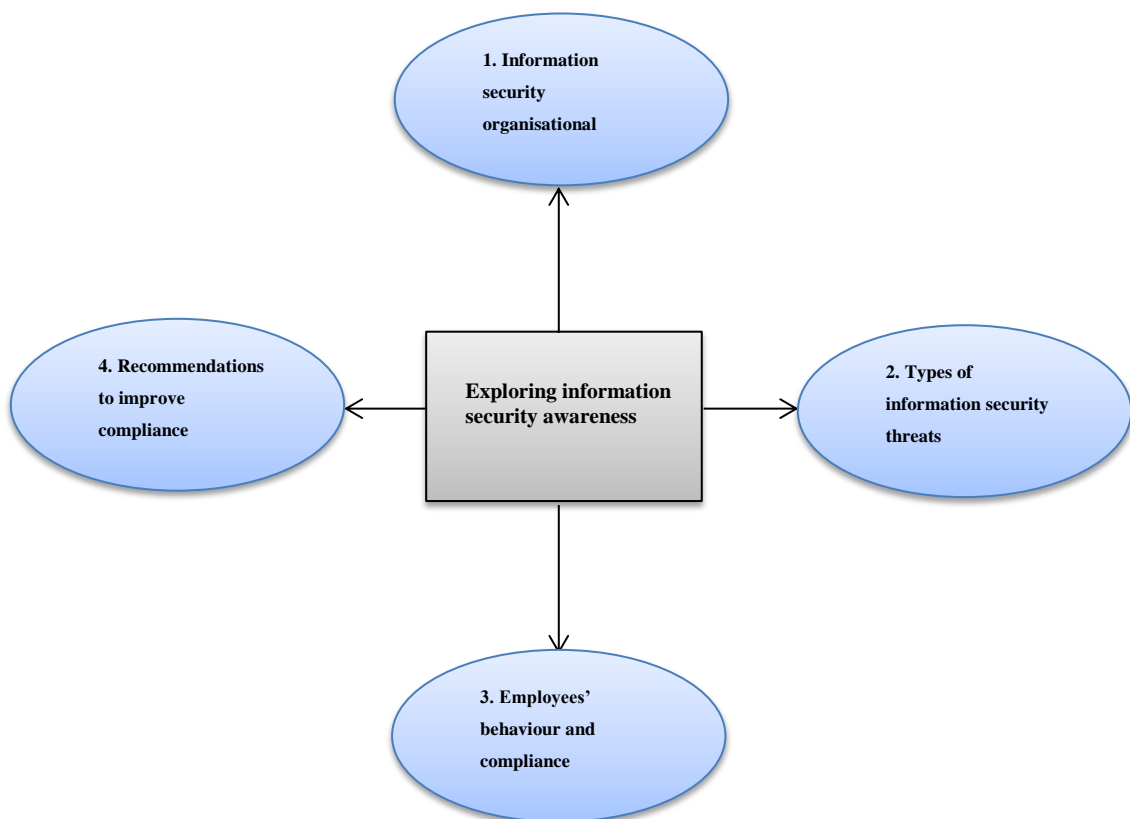 1. Information
security
organisational
4. Recommendations
to improve
compliance
Exploring information
security awareness
2. Types of
information security
threats
3. Employees’
behaviour and
compliance